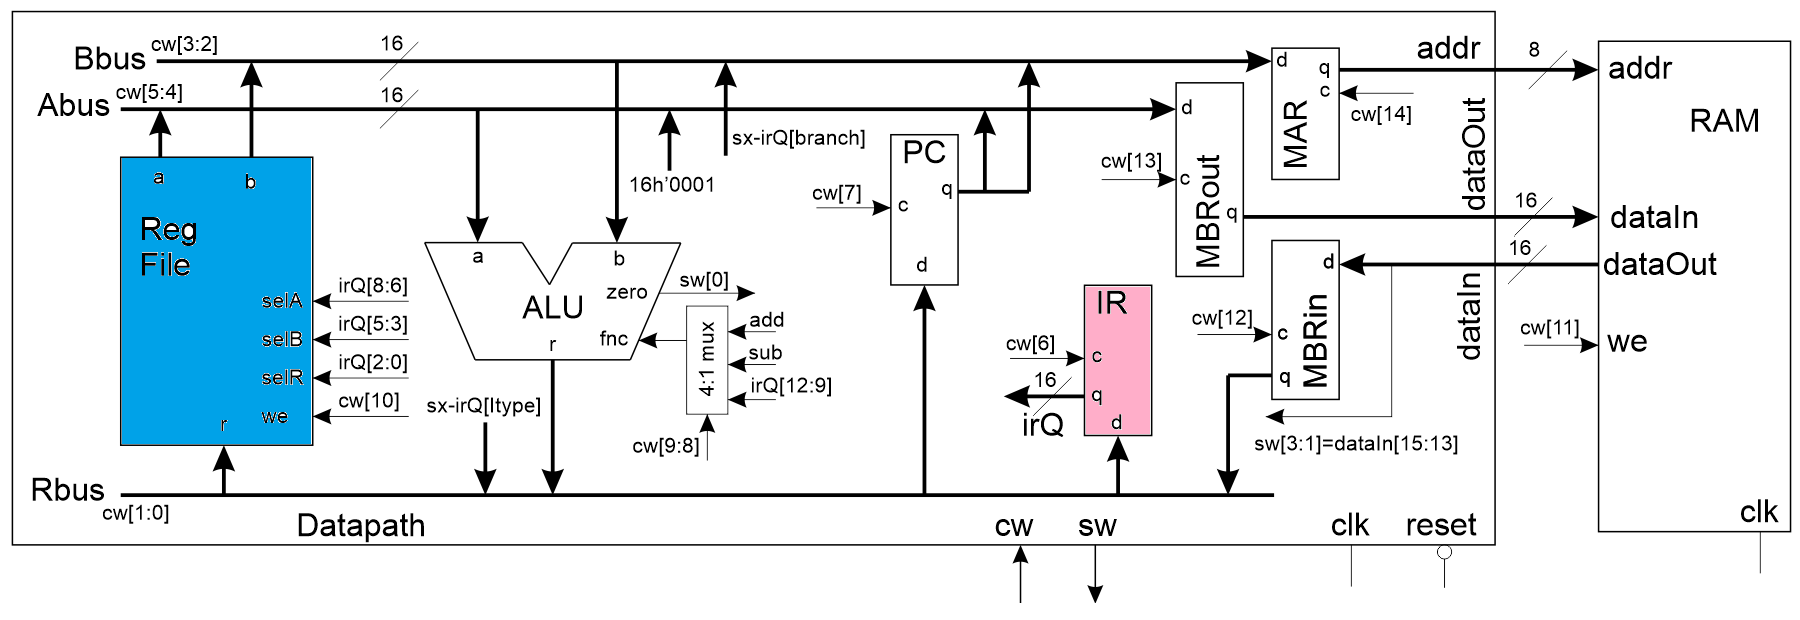 Bbus cw[3:2] 16
Abus cw[5:4] 16
sx-irQ[branch]
16h'0001
a b
Reg
File
selA irQ[8:6]
selB irQ[5:3]
selR irQ[2:0]
we cw[10]
r
a b
zero sw[0]
ALU
fnc
r
4:1 mux
add
sub
irQ[12:9]
cw[9:8]
sx-irQ[Itype]
PC
q
cw[7] c
d
cw[13]
d
c
q
MBRout
d
q
c
MAR
cw[14]
IR
cw[6] c
16 q
irQ
d
cw[12]
d
c
q
MBRin
sw[3:1]=dataIn[15:13]
addr 8 addr
RAM
dataOut 16 dataIn
16 dataOut
dataIn
cw[11] we
clk
Rbus
cw[1:0]
Datapath
cw sw clk reset